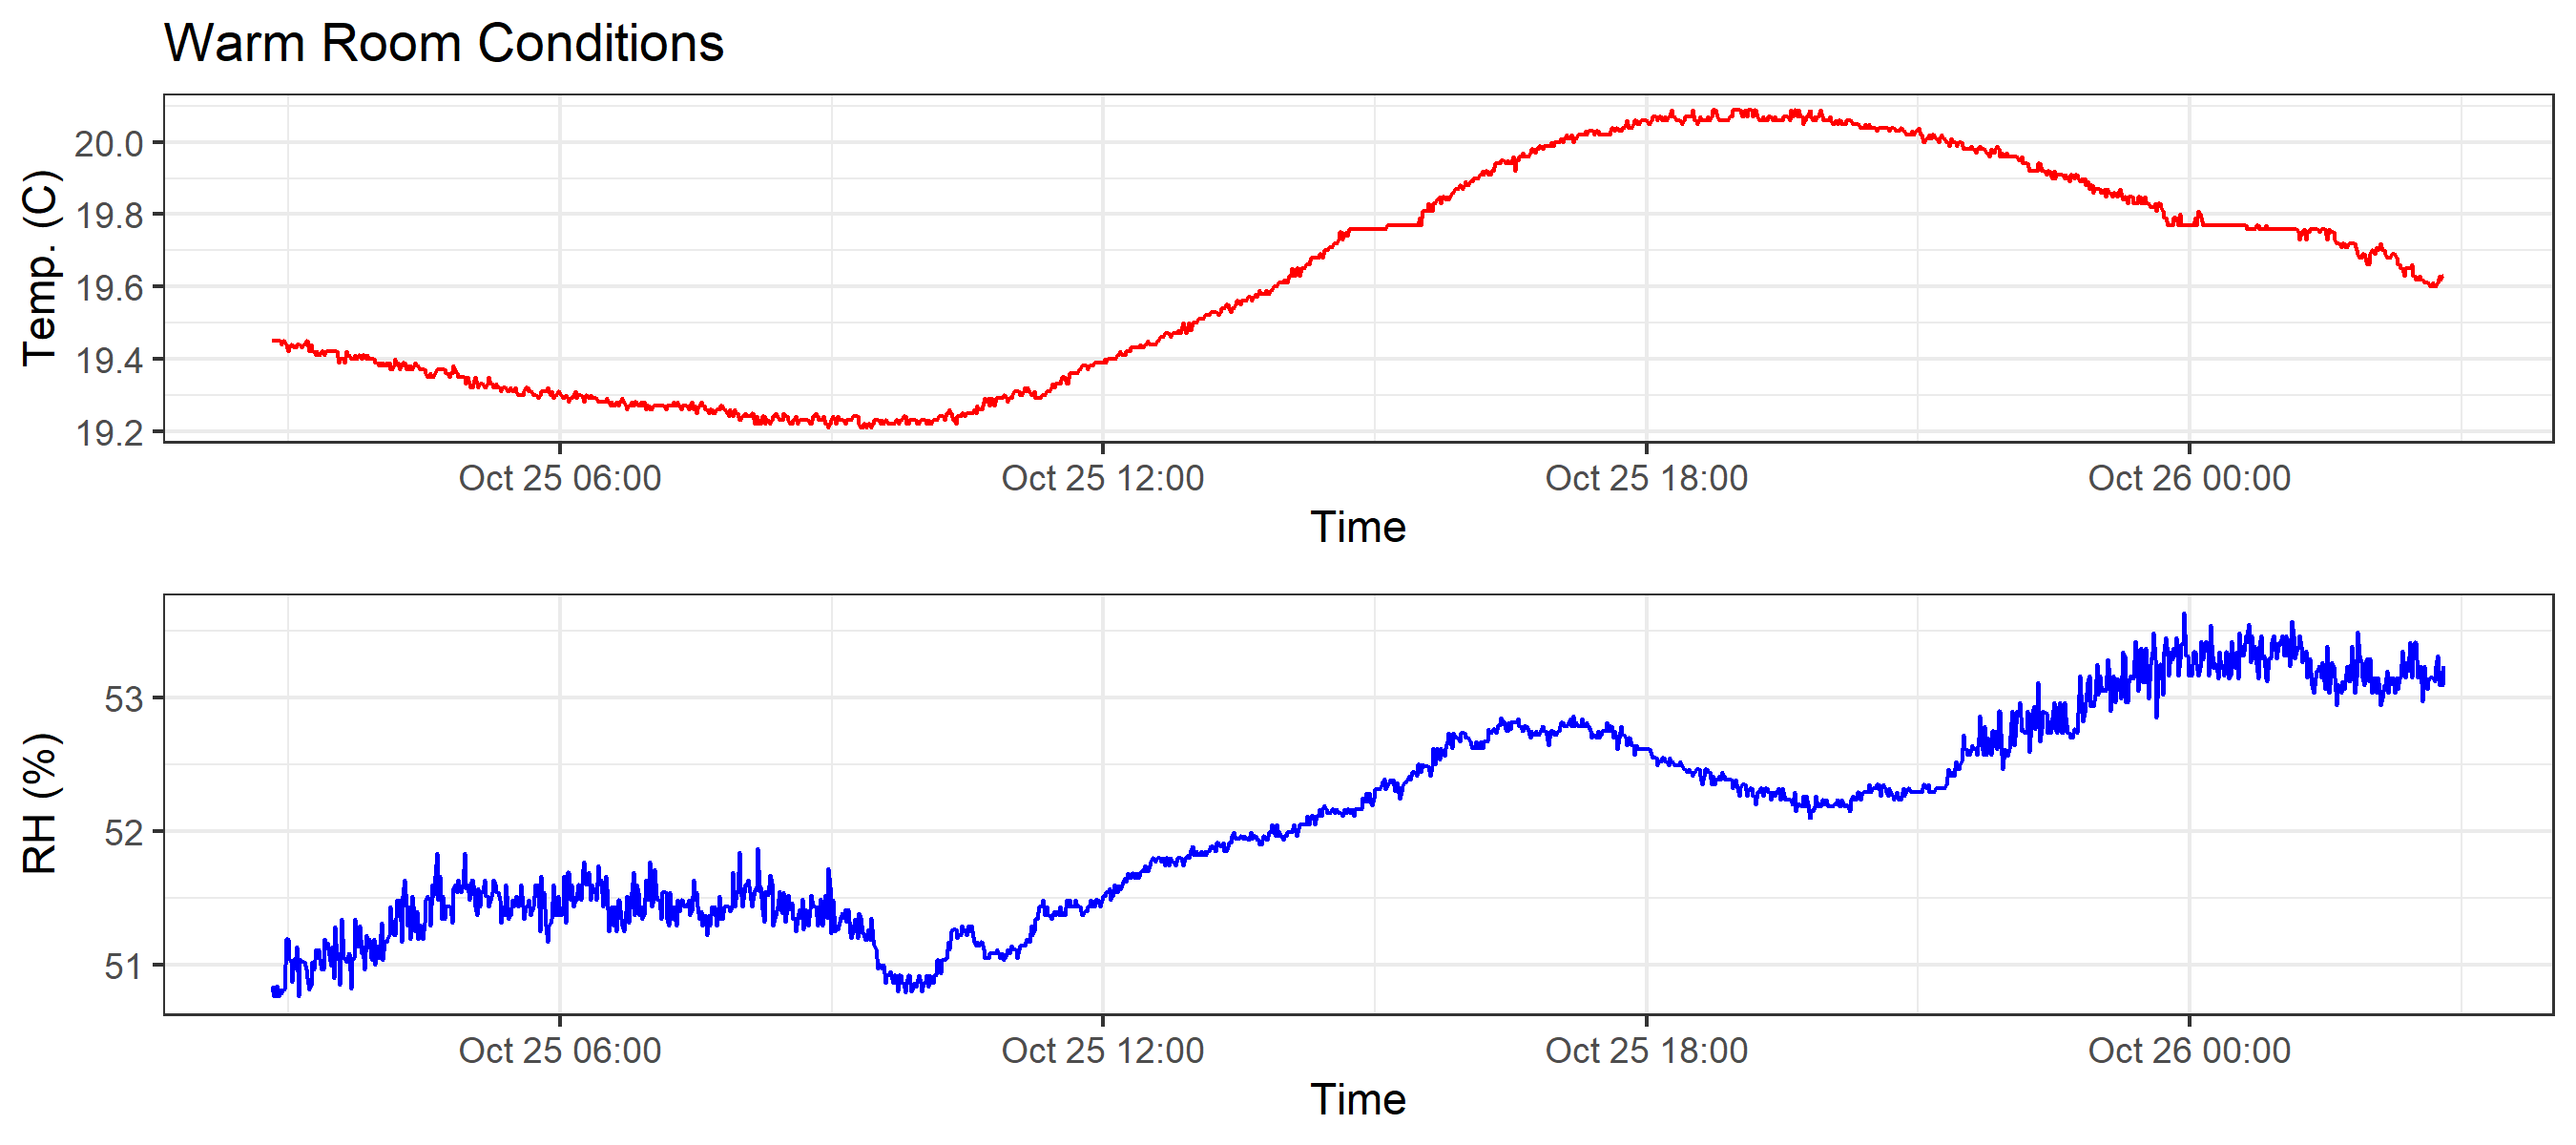 Warm Room Conditions
Temp. (C)
20.0
19.8
19.6
19.4
19.2
Oct 25 06:00 Oct 25 12:00 Oct 25 18:00 Oct 26 00:00
Time
RH (%)
53
52
51
Oct 25 06:00 Oct 25 12:00 Oct 25 18:00 Oct 26 00:00
Time